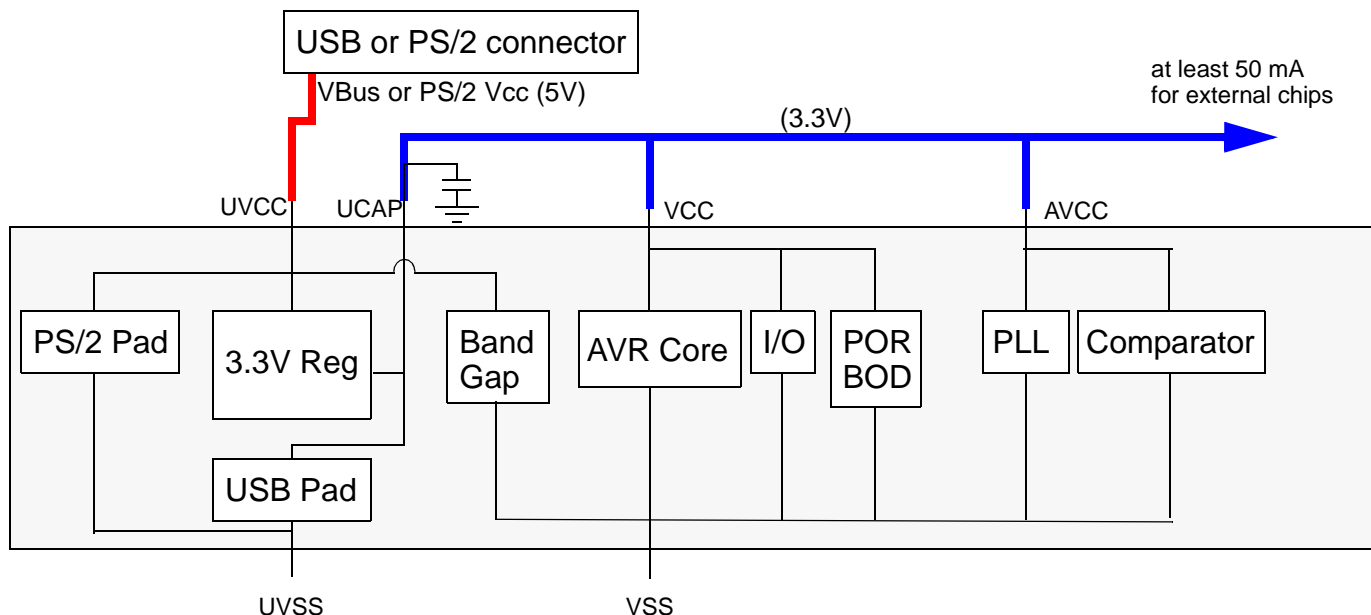 USB or PS/2 connector
VBus or PS/2 Vcc (5V)
at least 50 mA
for external chips
(3.3V)
UVCC
UCAP
VCC
AVCC
PS/2 Pad
3.3V Reg
Band
Gap
AVR Core
I/O
POR
BOD
PLL
Comparator
USB Pad
UVSS
VSS